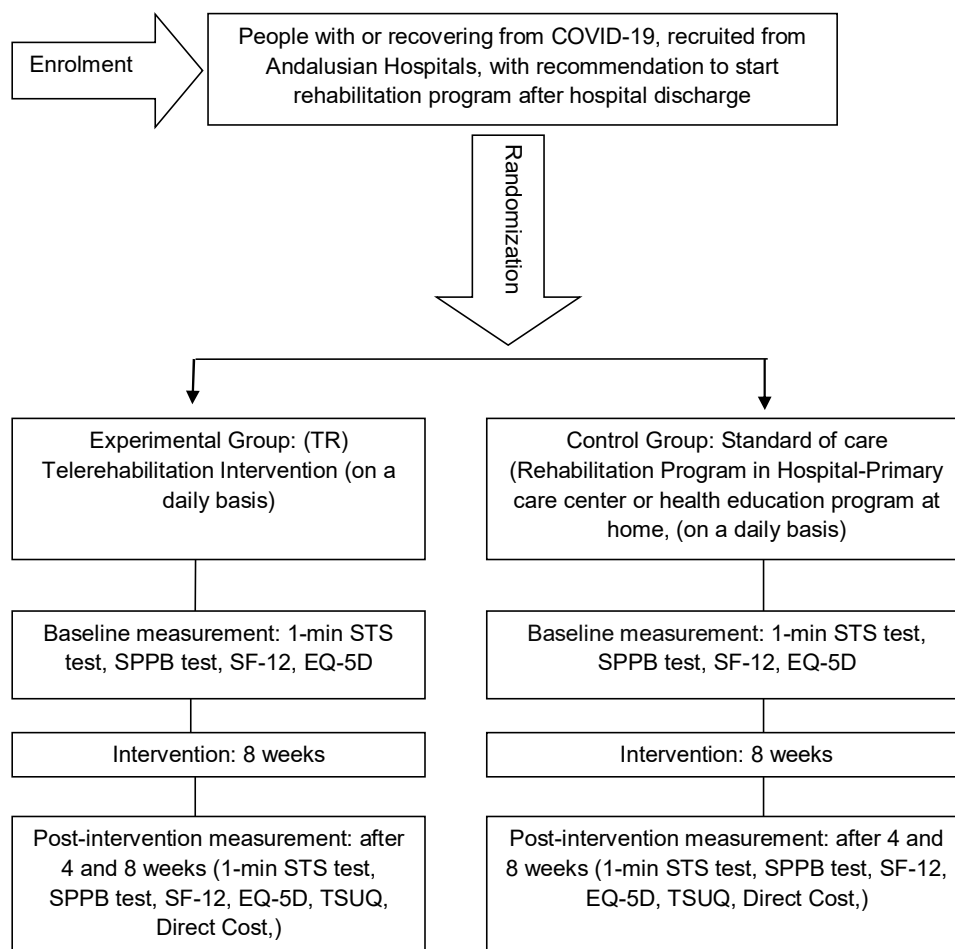 Enrolment
People with or recovering from COVID-19, recruited from
Andalusian Hospitals, with recommendation to start
rehabilitation program after hospital discharge
Randomization
Experimental Group: (TR)
Telerehabilitation Intervention (on a
daily basis)
Control Group: Standard of care
(Rehabilitation Program in Hospital-Primary
care center or health education program at
home, (on a daily basis)
Baseline measurement: 1-min STS
test, SPPB test, SF-12, EQ-5D
Baseline measurement: 1-min STS test,
SPPB test, SF-12, EQ-5D
Intervention: 8 weeks
Intervention: 8 weeks
Post-intervention measurement: after
4 and 8 weeks (1-min STS test,
SPPB test, SF-12, EQ-5D, TSUQ,
Direct Cost,)
Post-intervention measurement: after 4 and
8 weeks (1-min STS test, SPPB test, SF-12,
EQ-5D, TSUQ, Direct Cost,)